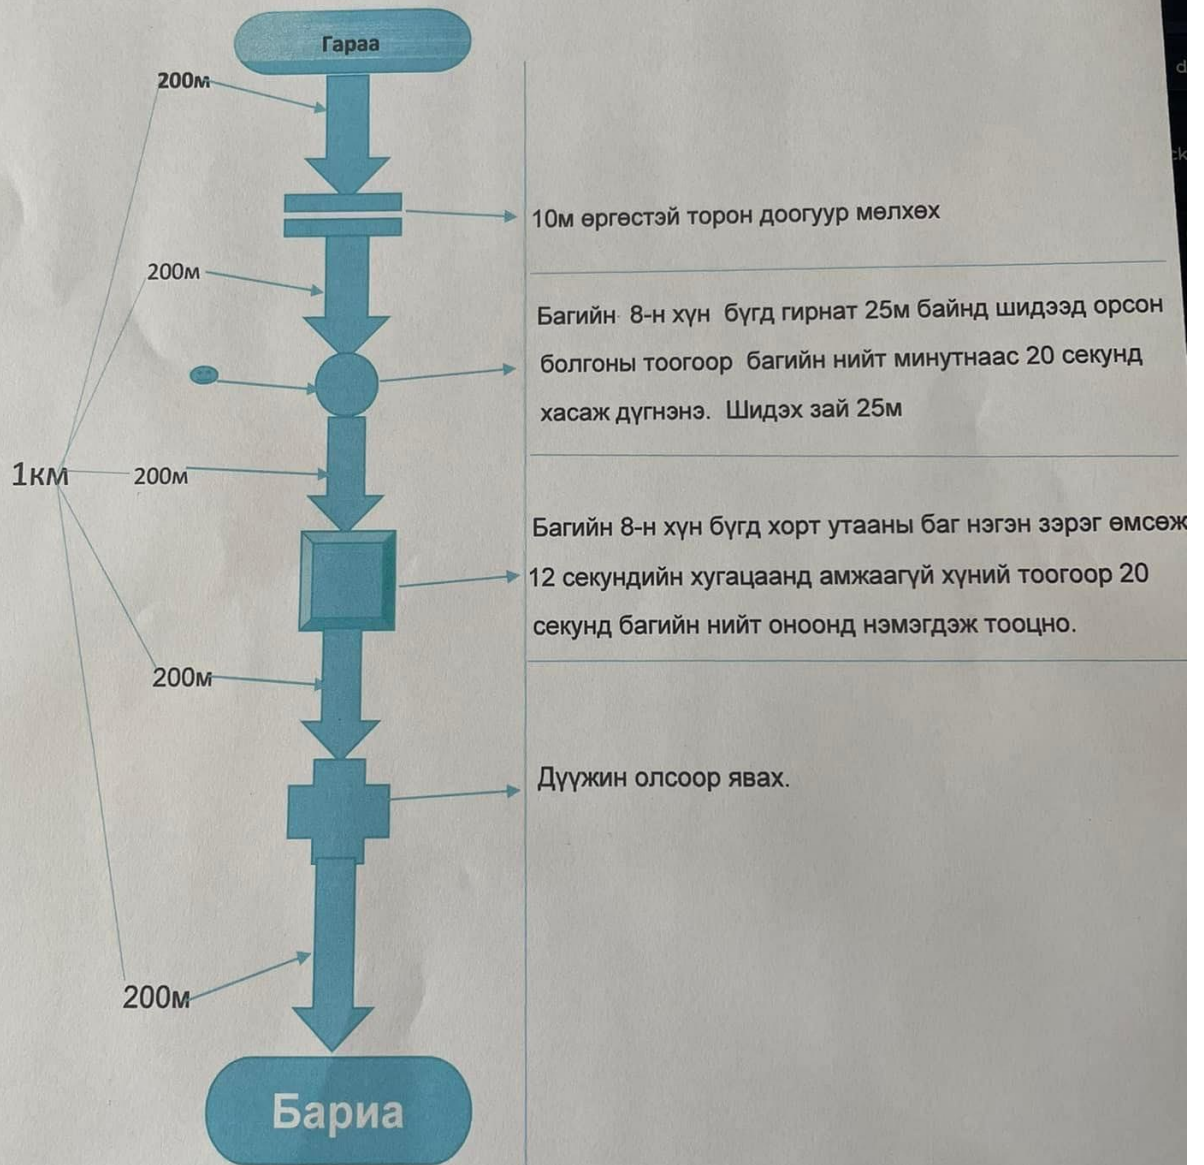 Гараа
200м
10м өргөстэй торон доогуур мөлхөх
200м
Багийн 8-н хүн бүгд гирнат 25м байнд шидээд орсон
болгоны тоогоор багийн нийт минутнаас 20 секунд
хасаж дүгнэнэ. Шидэх зай 25м
1км
200м
Багийн 8-н хүн бүгд хорт утааны баг нэгэн зэрэг өмсөж
12 секундийн хугацаанд амжаагүй хүний тоогоор 20
секунд багийн нийт оноонд нэмэгдэж тооцно.
200м
Дүүжин олсоор явах.
200м
Бариа